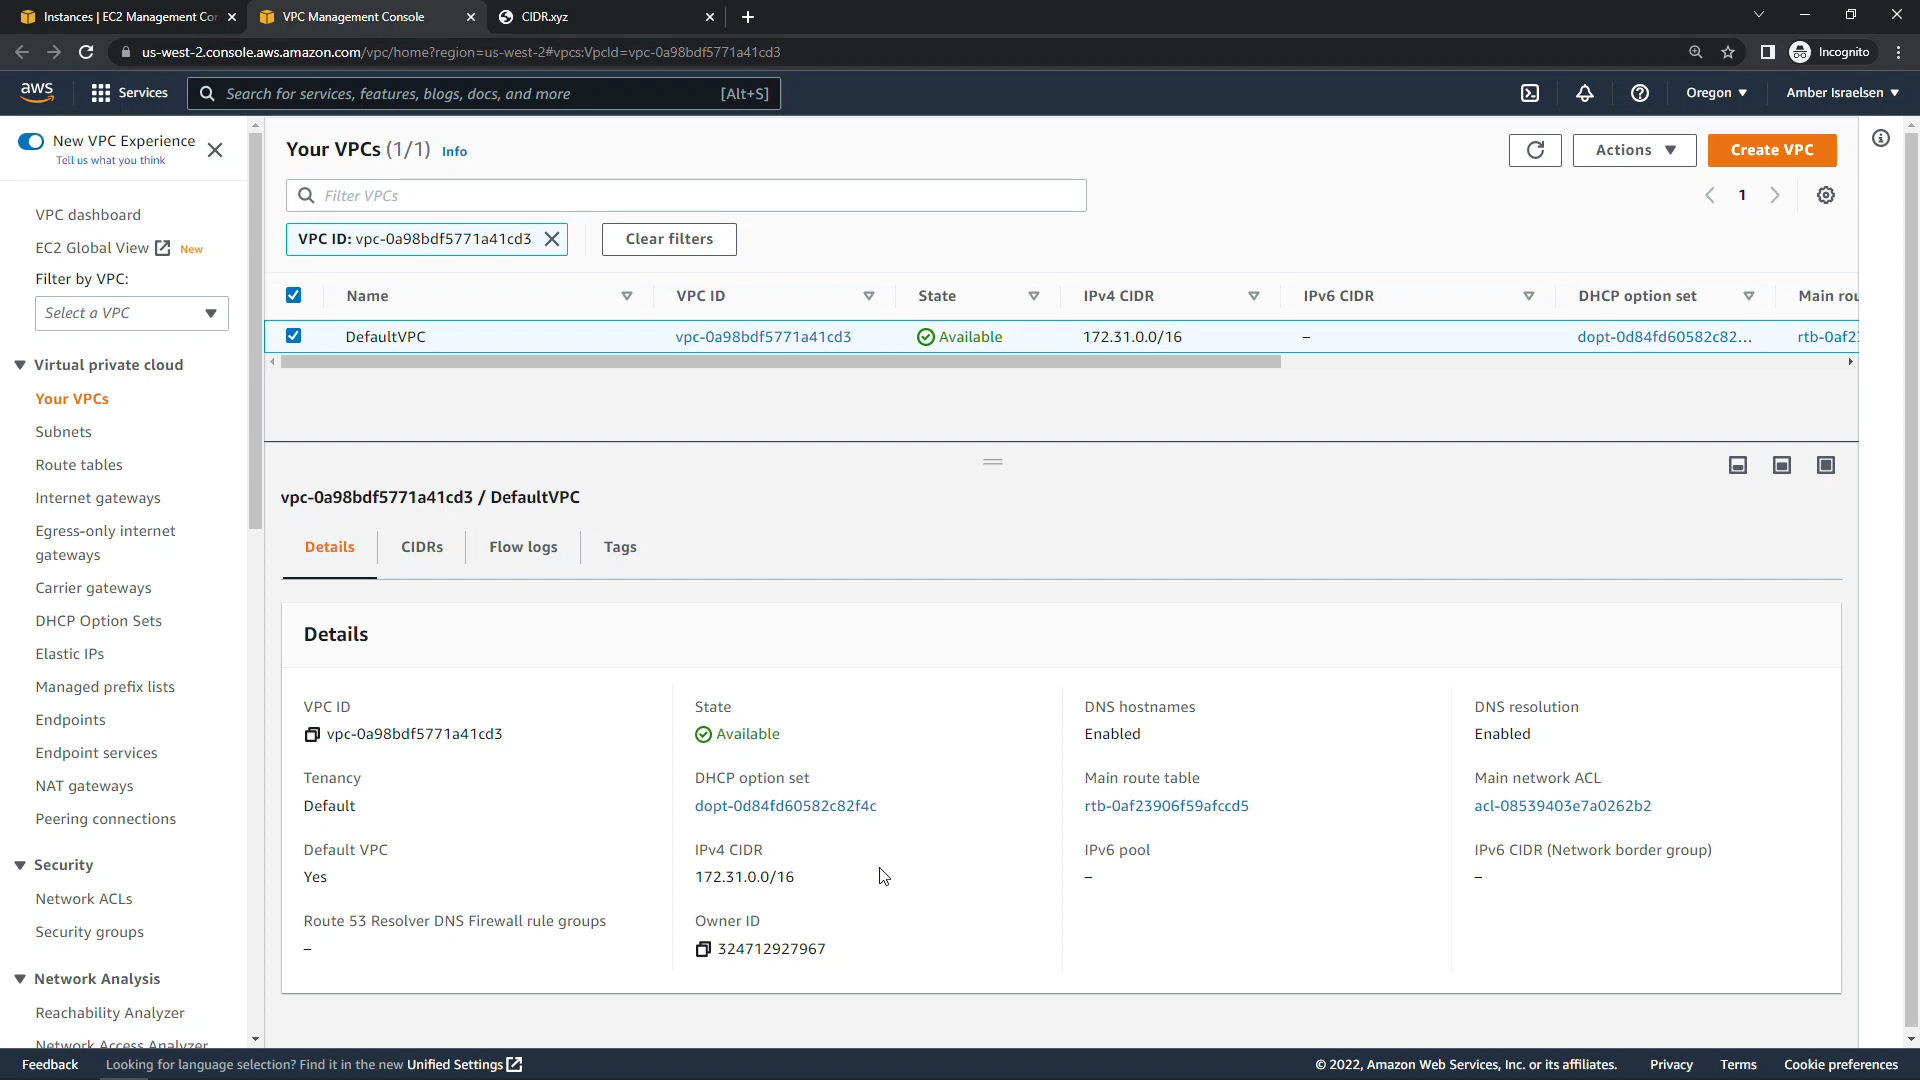 Instances | EC2 Management Cor
VPC Management Console
CIDR.xyz
us-west-2.console.aws.amazon.com/vpc/home?region=us-west-2#vpcs:VpcId=vpc-0a98bdf5771a41cd3
Incognito
aws
Services
Search for services, features, blogs, docs, and more
[Alt+S]
Oregon
Amber Israelsen
New VPC Experience
Tell us what you think
VPC dashboard
EC2 Global View
New
Filter by VPC:
Select a VPC
Virtual private cloud
Your VPCs
Subnets
Route tables
Internet gateways
Egress-only internet
gateways
Carrier gateways
DHCP Option Sets
Elastic IPs
Managed prefix lists
Endpoints
Endpoint services
NAT gateways
Peering connections
Security
Network ACLs
Security groups
Network Analysis
Reachability Analyzer
Network Access Analyzer
Your VPCs (1/1) Info
Actions
Create VPC
Filter VPCs
1
VPC ID: vpc-0a98bdf5771a41cd3
Clear filters
Name VPC ID State IPv4 CIDR IPv6 CIDR DHCP option set Main rou
DefaultVPC vpc-0a98bdf5771a41cd3 Available 172.31.0.0/16 – dopt-0d84fd60582c82... rtb-0af23
vpc-0a98bdf5771a41cd3 / DefaultVPC
Details CIDRs Flow logs Tags
Details
VPC ID
vpc-0a98bdf5771a41cd3
State
Available
DNS hostnames
Enabled
DNS resolution
Enabled
Tenancy
Default
DHCP option set
dopt-0d84fd60582c82f4c
Main route table
rtb-0af23906f59afccd5
Main network ACL
acl-08539403e7a0262b2
Default VPC
Yes
IPv4 CIDR
172.31.0.0/16
IPv6 pool
–
IPv6 CIDR (Network border group)
–
Route 53 Resolver DNS Firewall rule groups
–
Owner ID
324712927967
Feedback
Looking for language selection? Find it in the new Unified Settings
© 2022, Amazon Web Services, Inc. or its affiliates.
Privacy
Terms
Cookie preferences